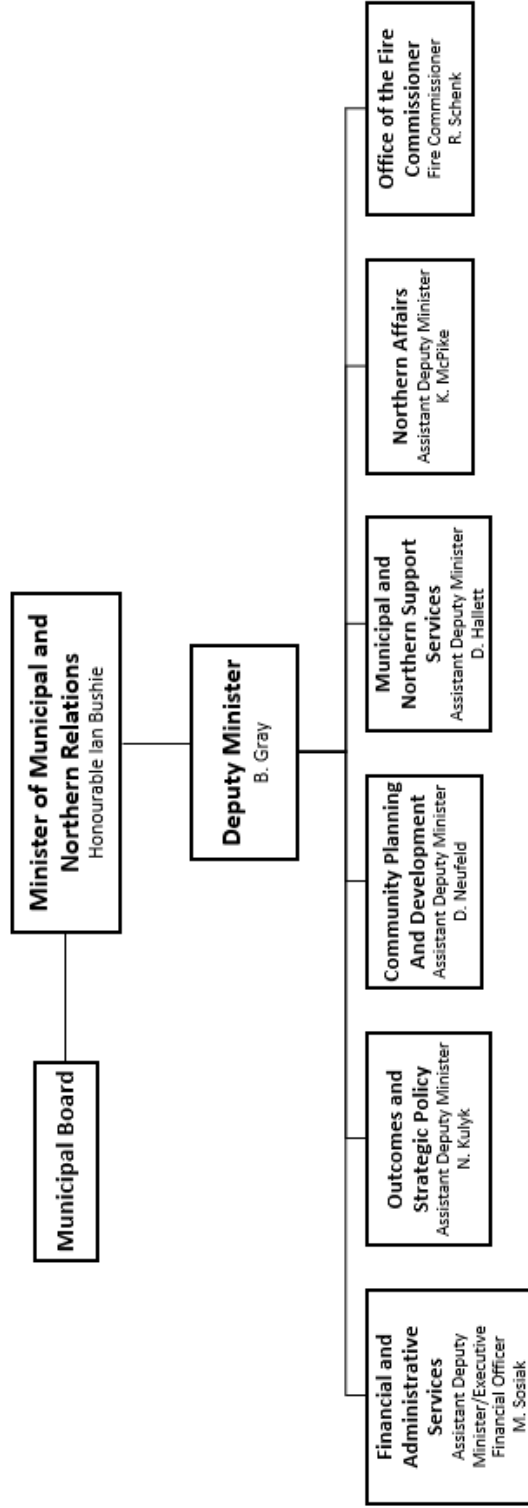 Minister of Municipal and
Northern Relations
Honourable Ian Bushie
Municipal Board
Deputy Minister
B. Gray
Financial and
Administrative
Services
Assistant Deputy
Minister/Executive
Financial Officer
M. Sosiak
Outcomes and
Strategic Policy
Assistant Deputy Minister
N. Kulyk
Community Planning
And Development
Assistant Deputy Minister
D. Neufeld
Municipal and
Northern Support
Services
Assistant Deputy Minister
D. Hallett
Northern Affairs
Assistant Deputy Minister
K. McPike
Office of the Fire
Commissioner
Fire Commissioner
R. Schenk